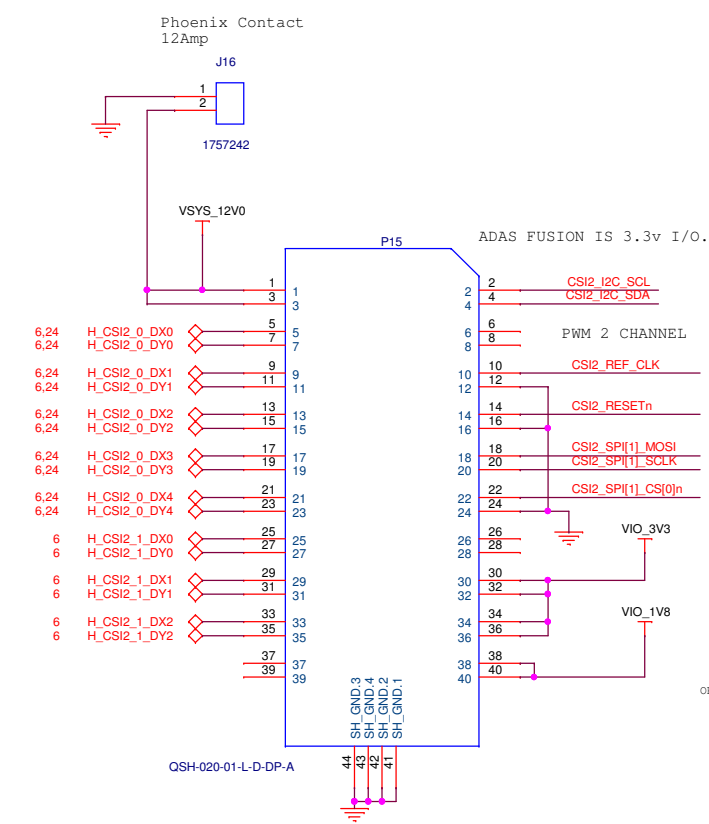 Phoenix Contact
12Amp
J16
1
2
1757242
VSYS_12V0
P15
ADAS FUSION IS 3.3v I/O.
1 1 2 2 CSI2_I2C_SCL
3 3 4 4 CSI2_I2C_SDA
6,24 H_CSI2_0_DX0 5 5 6 6
6,24 H_CSI2_0_DY0 7 7 8 8
PWM 2 CHANNEL
6,24 H_CSI2_0_DX1 9 9 10 10 CSI2_REF_CLK
6,24 H_CSI2_0_DY1 11 11 12 12
6,24 H_CSI2_0_DX2 13 13 14 14 CSI2_RESETn
6,24 H_CSI2_0_DY2 15 15 16 16
6,24 H_CSI2_0_DX3 17 17 18 18 CSI2_SPI[1]_MOSI
6,24 H_CSI2_0_DY3 19 19 20 20 CSI2_SPI[1]_SCLK
6,24 H_CSI2_0_DX4 21 21 22 22 CSI2_SPI[1]_CS[0]n
6,24 H_CSI2_0_DY4 23 23 24 24
6 H_CSI2_1_DX0 25 25 26 26
6 H_CSI2_1_DY0 27 27 28 28
VIO_3V3
6 H_CSI2_1_DX1 29 29 30 30
6 H_CSI2_1_DY1 31 31 32 32
VIO_1V8
6 H_CSI2_1_DX2 33 33 34 34
6 H_CSI2_1_DY2 35 35 36 36
37 37 38 38
39 39 40 40
SH_GND.3
SH_GND.4
SH_GND.2
SH_GND.1
44
43
42
41
QSH-020-01-L-D-DP-A